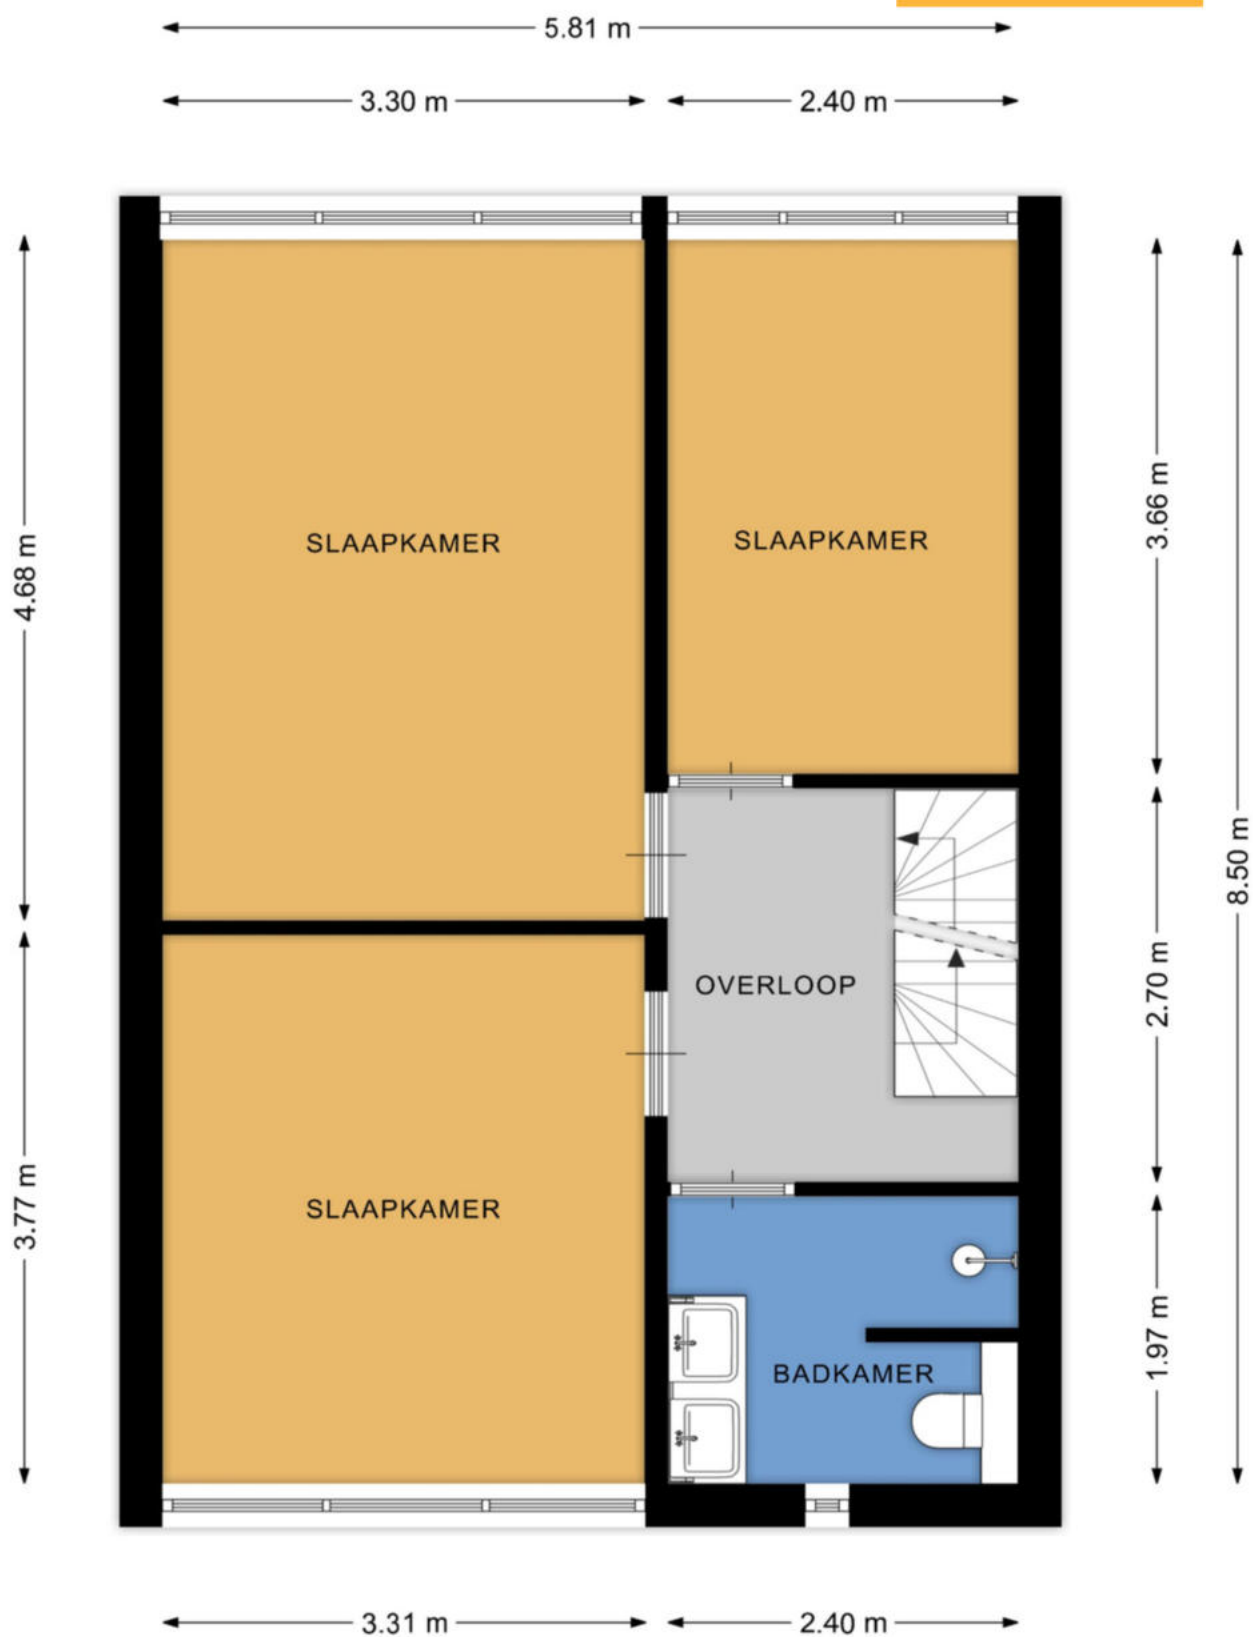 5.81 m
3.30 m
2.40 m
SLAAPKAMER
SLAAPKAMER
4.68 m
3.66 m
8.50 m
OVERLOOP
2.70 m
SLAAPKAMER
3.77 m
BADKAMER
1.97 m
3.31 m
2.40 m